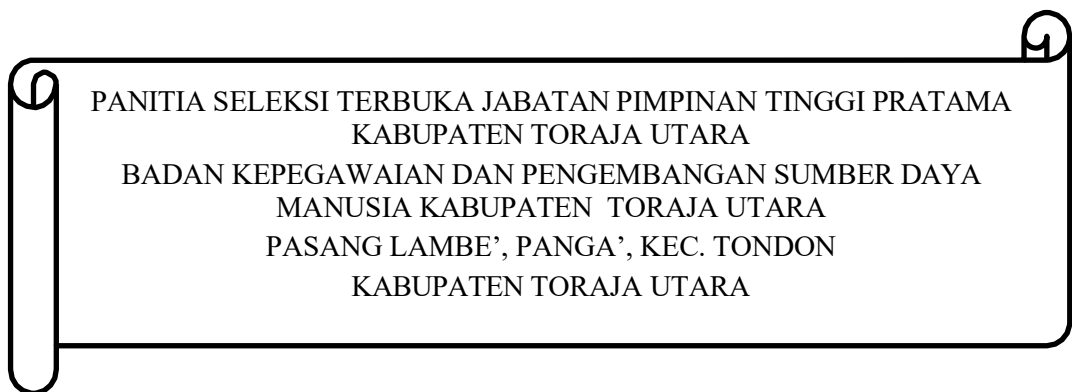 PANITIA SELEKSI TERBUKA JABATAN PIMPINAN TINGGI PRATAMA
KABUPATEN TORAJA UTARA
BADAN KEPEGAWAIAN DAN PENGEMBANGAN SUMBER DAYA
MANUSIA KABUPATEN TORAJA UTARA
PASANG LAMBE’, PANGA’, KEC. TONDON
KABUPATEN TORAJA UTARA